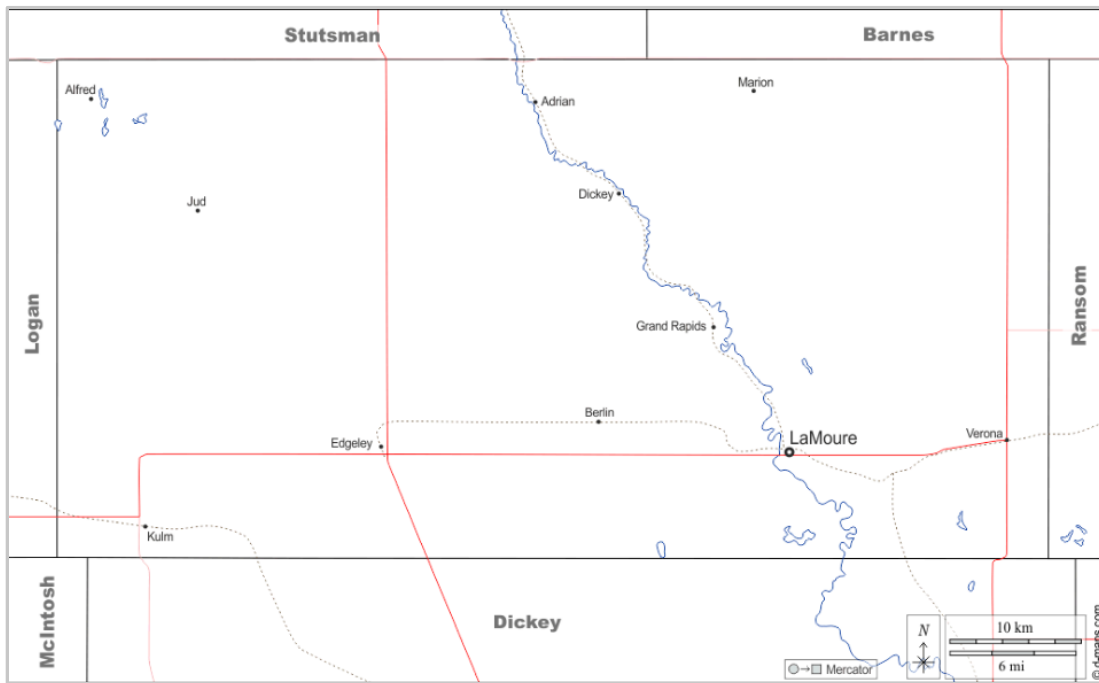 Stutsman
Barnes
Alfred
Marion
Adrian
Jud
Dickey
Logan
Ransom
Grand Rapids
Berlin
Edgeley
LaMoure
Verona
Kulm
McIntosh
Dickey
N
10 km
6 mi
Mercator
© d-maps.com